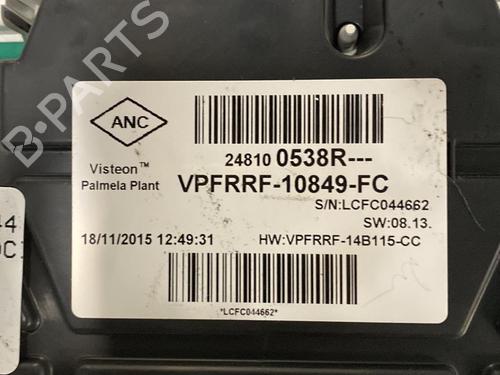 B-PARTS
ANC
Visteon™
Palmela Plant
24810 0538R---
VPFRRF-10849-FC
S/N:LCFC044662
SW:08.13.
18/11/2015 12:49:31
HW:VPFRRF-14B115-CC
*LCFC044662*
44